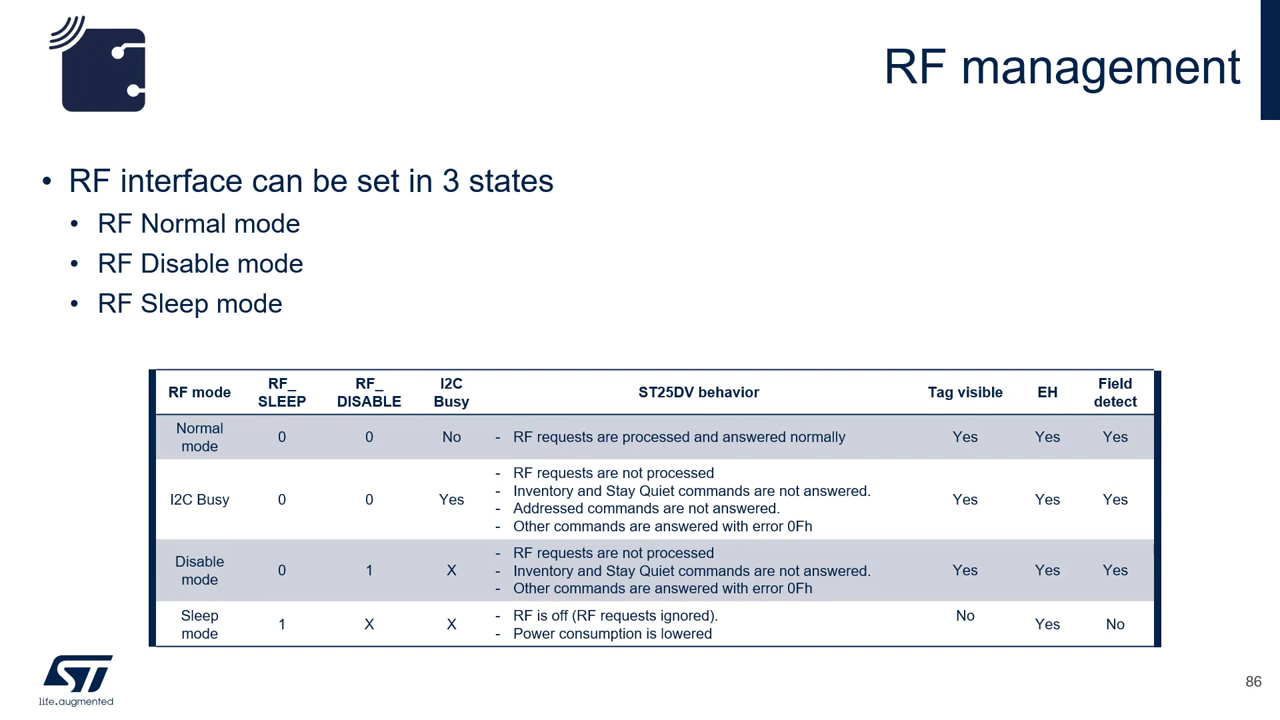 RF management
• RF interface can be set in 3 states
• RF Normal mode
• RF Disable mode
• RF Sleep mode
RF mode RF_ SLEEP RF_ DISABLE I2C Busy ST25DV behavior Tag visible EH Field detect
Normal mode 0 0 No - RF requests are processed and answered normally Yes Yes Yes
I2C Busy 0 0 Yes - RF requests are not processed
- Inventory and Stay Quiet commands are not answered.
- Addressed commands are not answered.
- Other commands are answered with error 0Fh
Yes Yes Yes
Disable mode 0 1 X - RF requests are not processed
- Inventory and Stay Quiet commands are not answered.
- Other commands are answered with error 0Fh
Yes Yes Yes
Sleep mode 1 X X - RF is off (RF requests ignored).
- Power consumption is lowered
No Yes No
ST
life.augmented
86